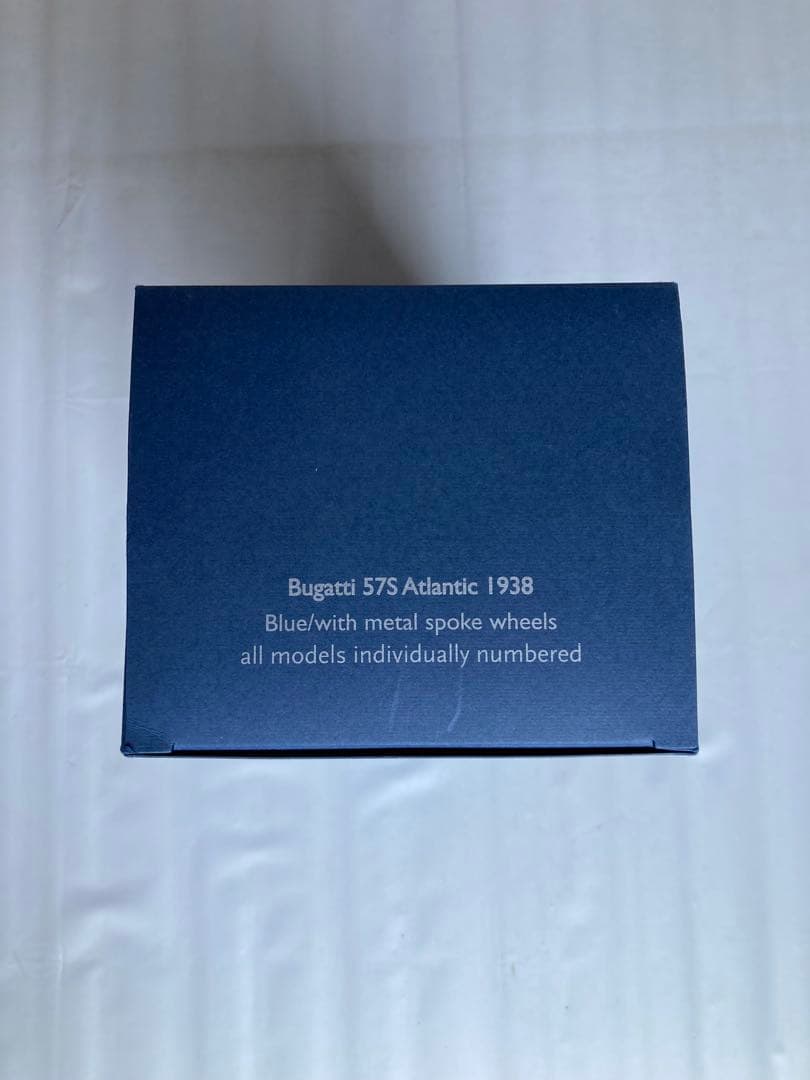 Bugatti 57S Atlantic 1938
Blue/with metal spoke wheels
all models individually numbered